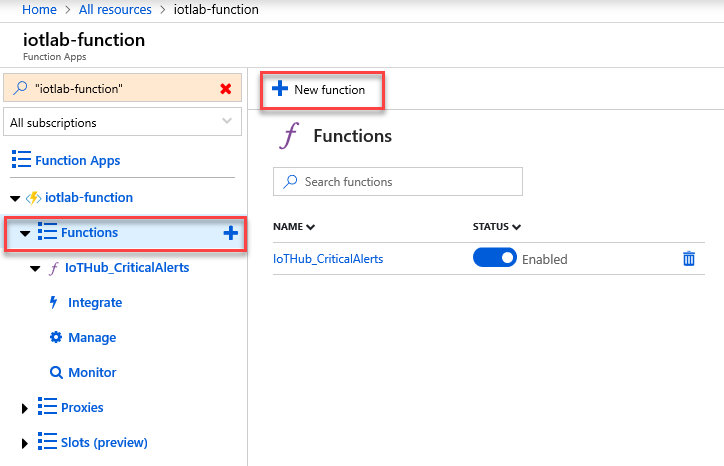 Home > All resources > iotlab-function
iotlab-function
Function Apps
"iotlab-function"
All subscriptions
Function Apps
iotlab-function
Functions
IoTHub_CriticalAlerts
Integrate
Manage
Monitor
Proxies
Slots (preview)
New function
Functions
Search functions
NAME STATUS
IoTHub_CriticalAlerts Enabled